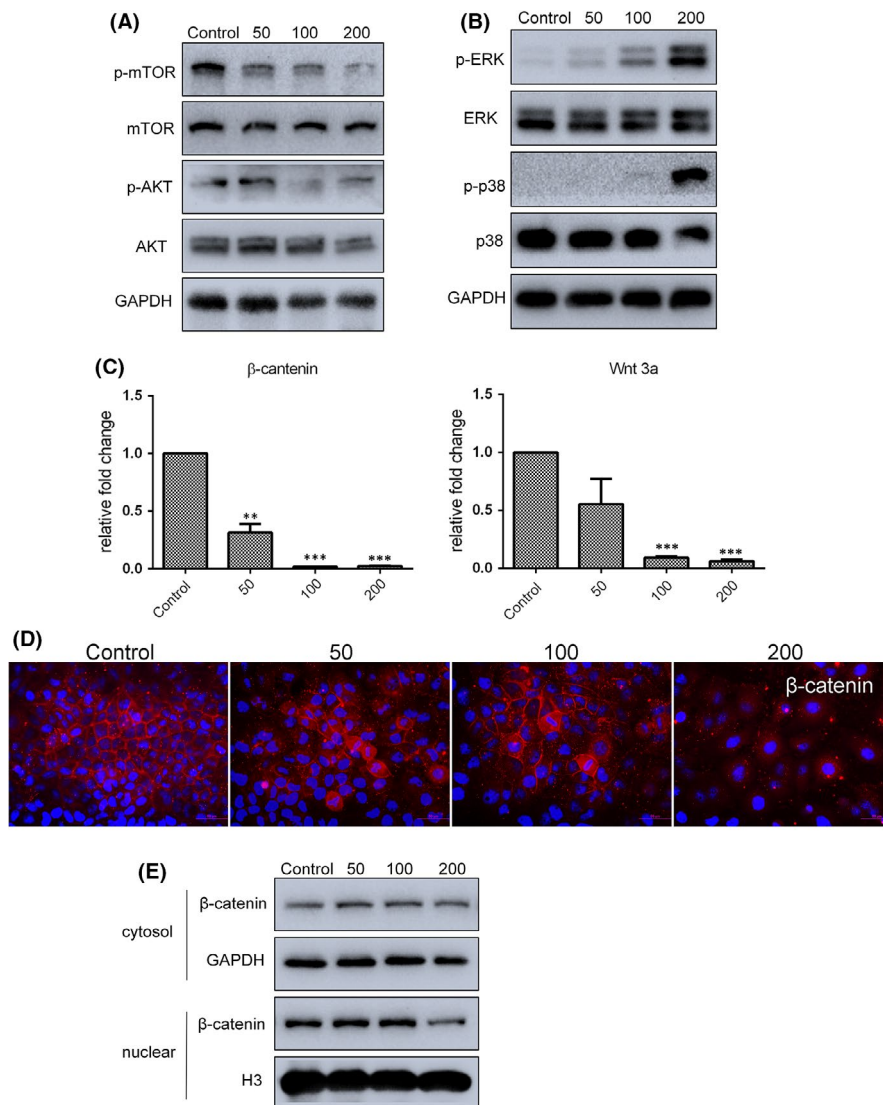 (A)
Control 50 100 200
p-mTOR
mTOR
p-AKT
AKT
GAPDH
(B)
Control 50 100 200
p-ERK
ERK
p-p38
p38
GAPDH
(C)
β-cantenin
relative fold change
1.5
1.0
0.5
0.0
**
***
***
Control
50
100
200
Wnt 3a
relative fold change
1.5
1.0
0.5
0.0
***
***
Control
50
100
200
(D)
Control 50 100 200
β-catenin
(E)
Control 50 100 200
cytosol
β-catenin
GAPDH
nuclear
β-catenin
H3